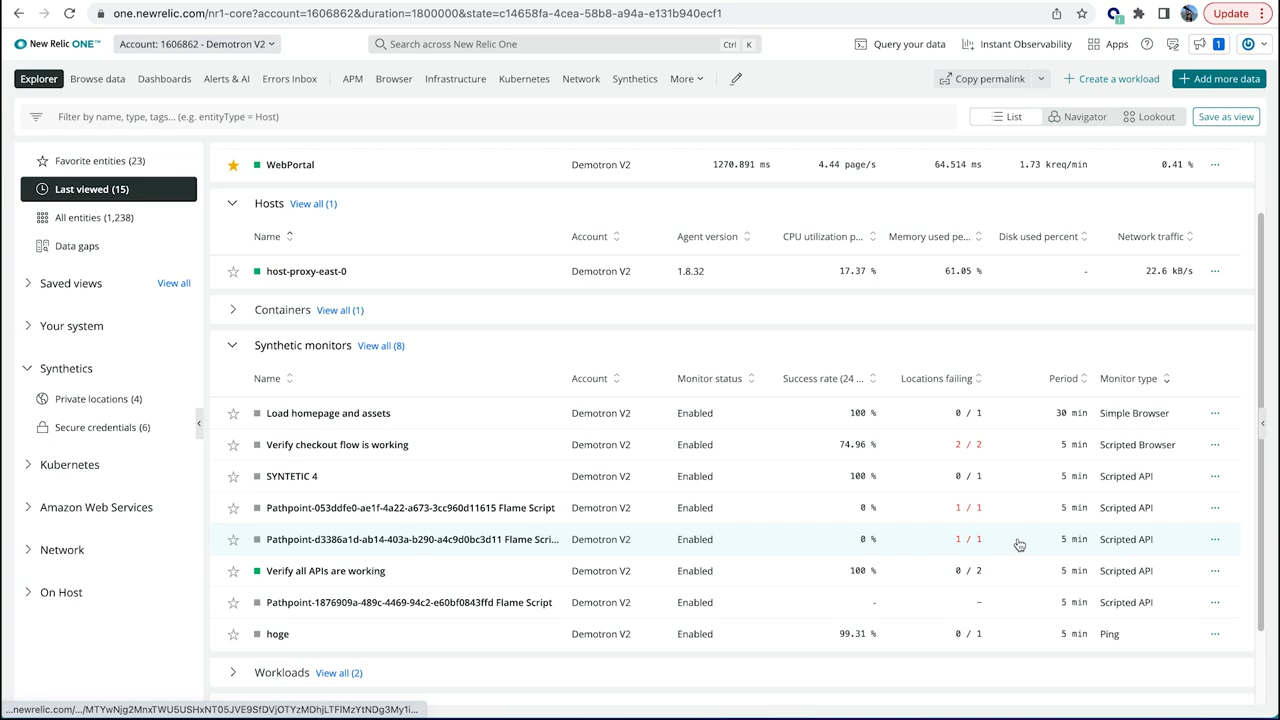 one.newrelic.com/nr1-core?account=1606862&duration=1800000&state=c14658fa-4cea-58b8-a94a-e131b940ecf1 Update
New Relic ONE™ Account: 1606862 - Demotron V2 Search across New Relic One Ctrl K Query your data Instant Observability Apps 1
Explorer Browse data Dashboards Alerts & AI Errors Inbox APM Browser Infrastructure Kubernetes Network Synthetics More Copy permalink + Create a workload + Add more data
Filter by name, type, tags... (e.g. entityType = Host) List Navigator Lookout Save as view
Favorite entities (23)
Last viewed (15)
All entities (1,238)
Data gaps
Saved views View all
Your system
Synthetics
Private locations (4)
Secure credentials (6)
Kubernetes
Amazon Web Services
Network
On Host
WebPortal Demotron V2 1270.891 ms 4.44 page/s 64.514 ms 1.73 kreq/min 0.41 % ...
Hosts View all (1)
Name Account Agent version CPU utilization p... Memory used pe... Disk used percent Network traffic
host-proxy-east-0 Demotron V2 1.8.32 17.37 % 61.05 % - 22.6 kB/s ...
Containers View all (1)
Synthetic monitors View all (8)
Name Account Monitor status Success rate (24 ... Locations failing Period Monitor type
Load homepage and assets Demotron V2 Enabled 100 % 0 / 1 30 min Simple Browser ...
Verify checkout flow is working Demotron V2 Enabled 74.96 % 2 / 2 5 min Scripted Browser ...
SYNTETIC 4 Demotron V2 Enabled 100 % 0 / 1 5 min Scripted API ...
Pathpoint-053ddfe0-ae1f-4a22-a673-3cc960d11615 Flame Script Demotron V2 Enabled 0 % 1 / 1 5 min Scripted API ...
Pathpoint-d3386a1d-ab14-403a-b290-a4c9d0bc3d11 Flame Scri... Demotron V2 Enabled 0 % 1 / 1 5 min Scripted API ...
Verify all APIs are working Demotron V2 Enabled 100 % 0 / 2 5 min Scripted API ...
Pathpoint-1876909a-489c-4469-94c2-e60bf0843ffd Flame Script Demotron V2 Enabled - – 5 min Scripted API ...
hoge Demotron V2 Enabled 99.31 % 0 / 1 5 min Ping ...
Workloads View all (2)